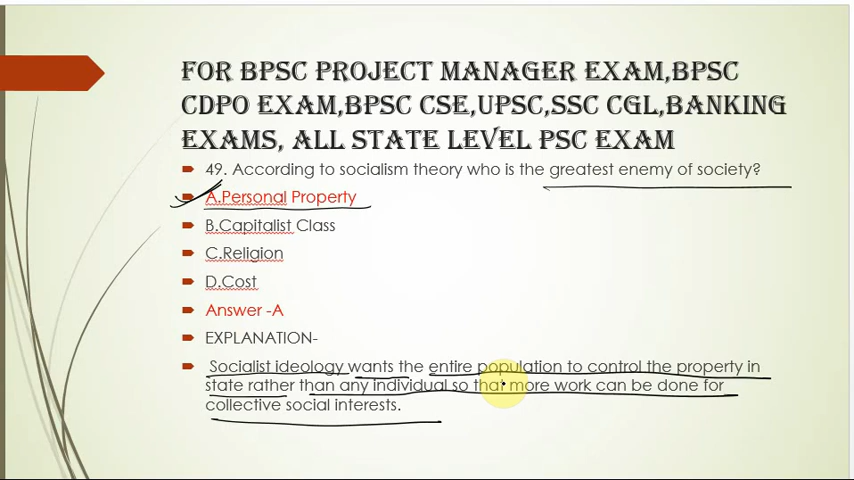 FOR BPSC PROJECT MANAGER EXAM,BPSC
CDPO EXAM,BPSC CSE,UPSC,SSC CGL,BANKING
EXAMS, ALL STATE LEVEL PSC EXAM
49. According to socialism theory who is the greatest enemy of society?
A.Personal Property
B.Capitalist Class
C.Religion
D.Cost
Answer -A
EXPLANATION-
Socialist ideology wants the entire population to control the property in
state rather than any individual so that more work can be done for
collective social interests.